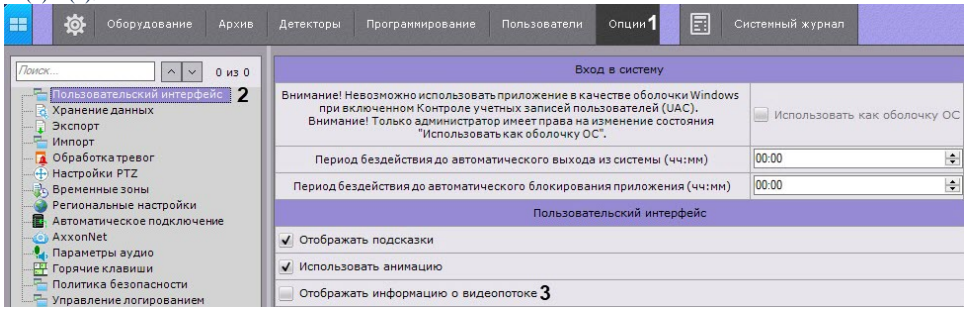 Оборудование Архив Детекторы Программирование Пользователи Опции 1 Системный журнал
Поиск... 0 из 0
Пользовательский интерфейс 2
Хранение данных
Экспорт
Импорт
Обработка тревог
Настройки PTZ
Временные зоны
Региональные настройки
Автоматическое подключение
AxxonNet
Параметры аудио
Горячие клавиши
Политика безопасности
Управление логированием
Вход в систему
Внимание! Невозможно использовать приложение в качестве оболочки Windows
при включенном Контроле учетных записей пользователей (UAC).
Внимание! Только администратор имеет права на изменение состояния
"Использовать как оболочку ОС".
Использовать как оболочку ОС
Период бездействия до автоматического выхода из системы (чч:мм) 00:00
Период бездействия до автоматического блокирования приложения (чч:мм) 00:00
Пользовательский интерфейс
Отображать подсказки
Использовать анимацию
Отображать информацию о видеопотоке 3